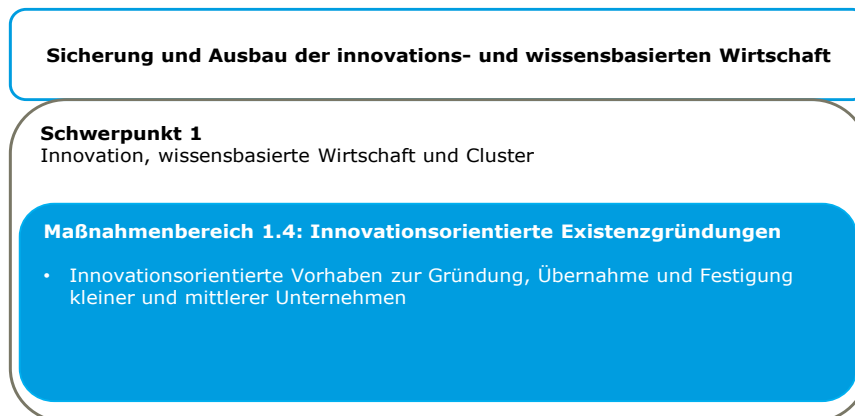 Sicherung und Ausbau der innovations- und wissensbasierten Wirtschaft
Schwerpunkt 1
Innovation, wissensbasierte Wirtschaft und Cluster
Maßnahmenbereich 1.4: Innovationsorientierte Existenzgründungen
• Innovationsorientierte Vorhaben zur Gründung, Übernahme und Festigung
kleiner und mittlerer Unternehmen